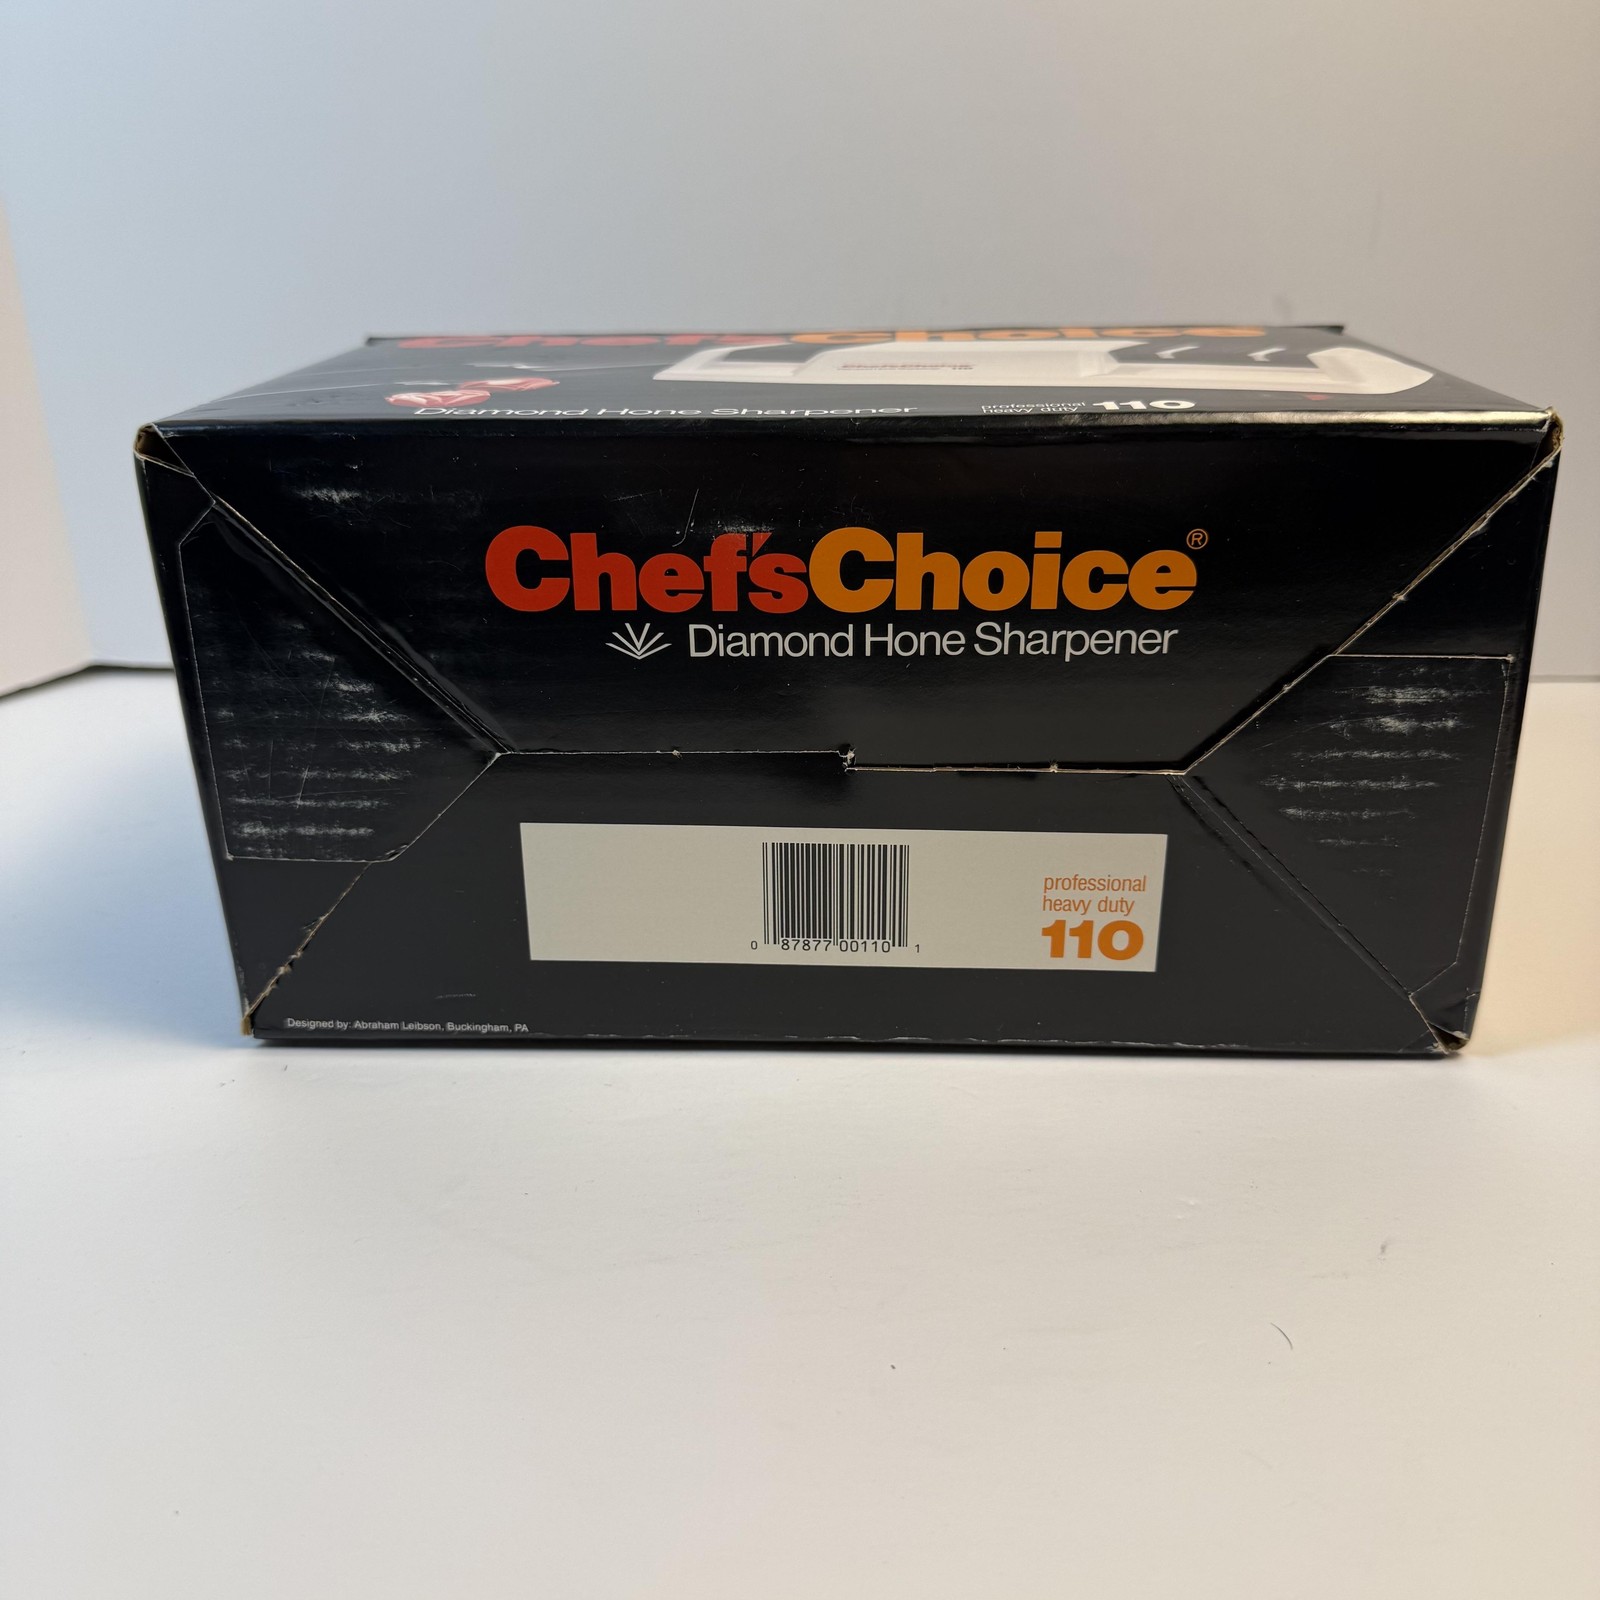 Chef'sChoice
ChefsChoice
Diamond Hone Sharpener
professional
heavy duty 110
Chef'sChoice®
Diamond Hone Sharpener
0 87877 00110 1
professional
heavy duty
110
Designed by: Abraham Leibson, Buckingham, PA